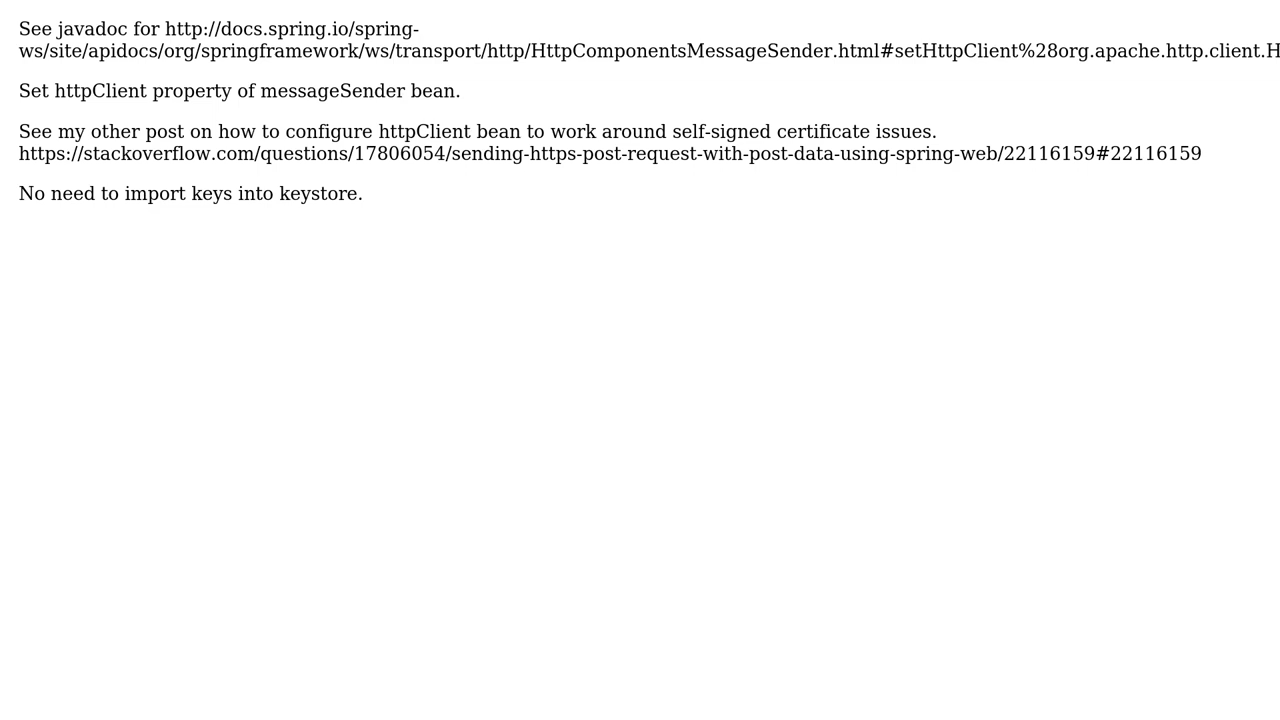 See javadoc for http://docs.spring.io/spring-
ws/site/apidocs/org/springframework/ws/transport/http/HttpComponentsMessageSender.html#setHttpClient%28org.apache.http.client.H
Set httpClient property of messageSender bean.
See my other post on how to configure httpClient bean to work around self-signed certificate issues.
https://stackoverflow.com/questions/17806054/sending-https-post-request-with-post-data-using-spring-web/22116159#22116159
No need to import keys into keystore.